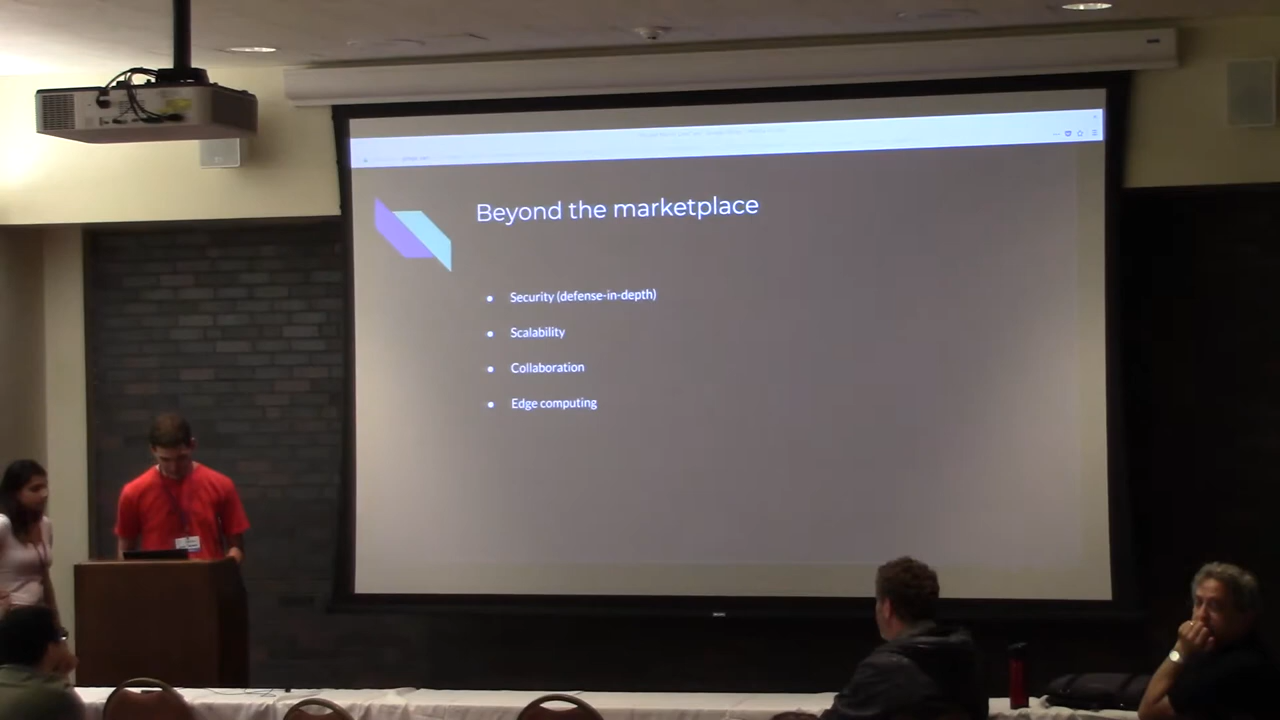 Beyond the marketplace
Security (defense-in-depth)
Scalability
Collaboration
Edge computing